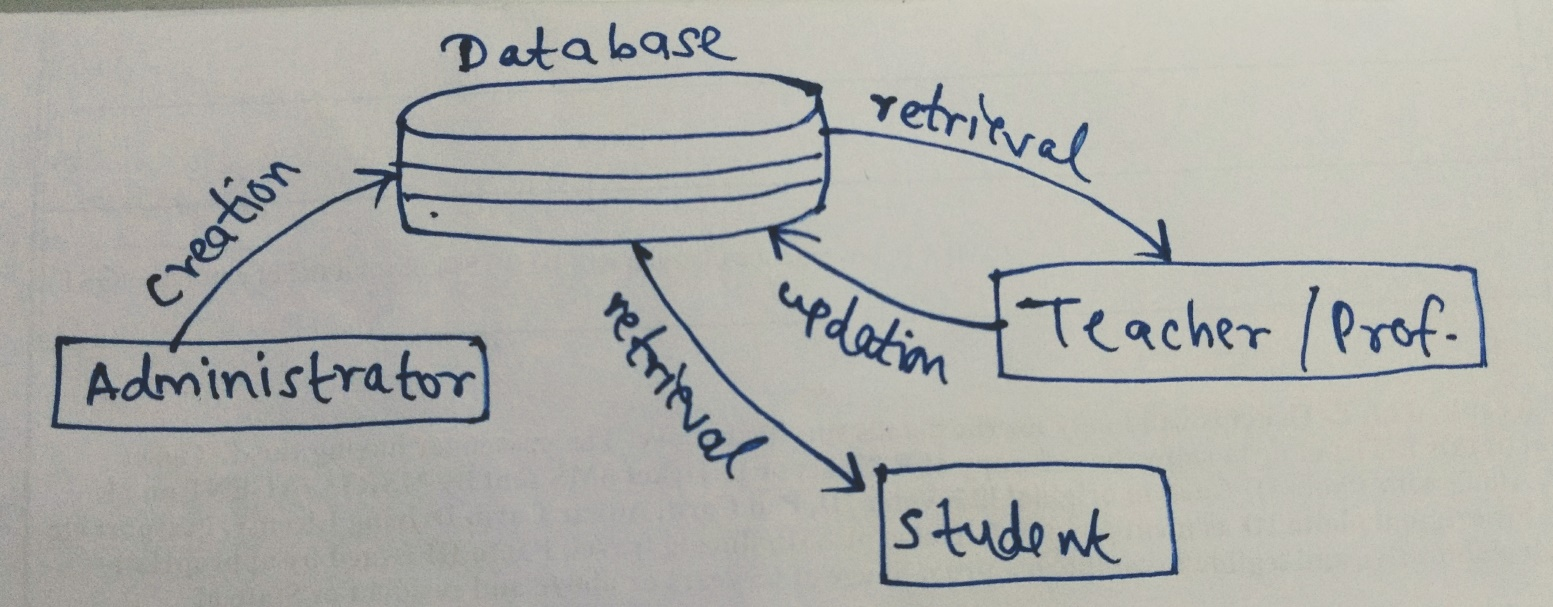 Database
retrieval
creation
updation
retrieval
Teacher / Prof.
Administrator
Student